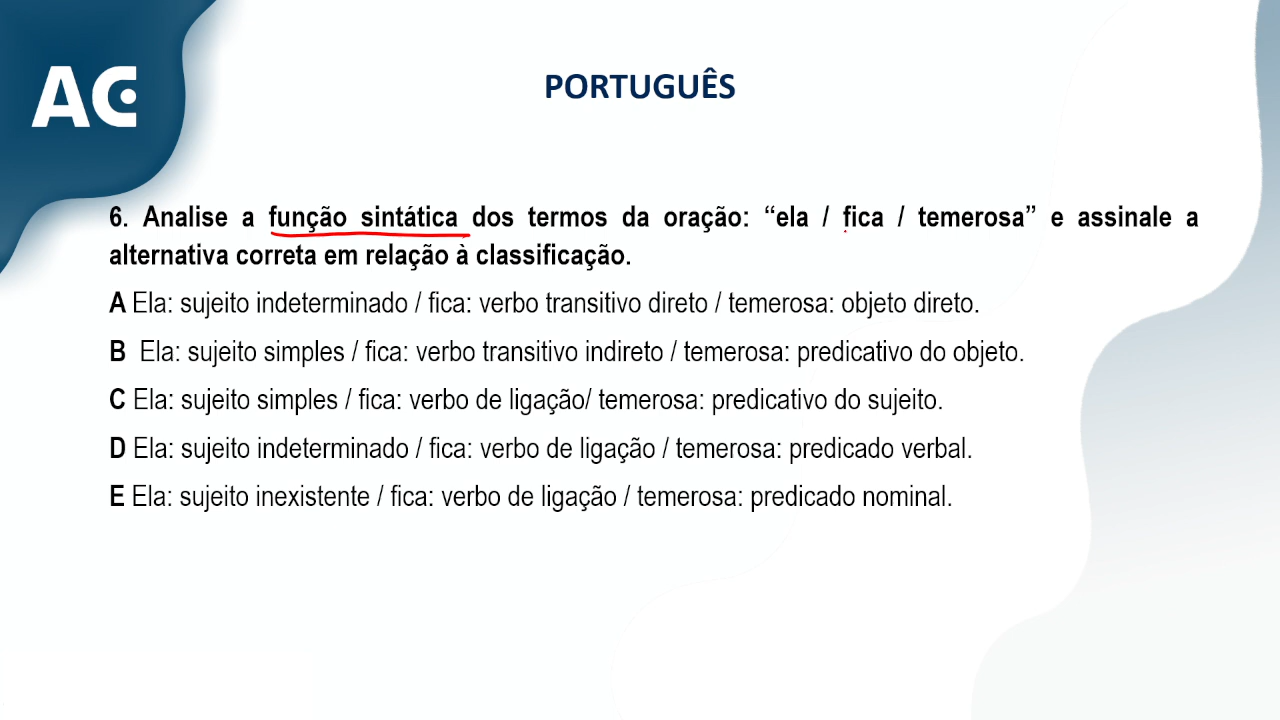 AC
PORTUGUÊS
6. Analise a função sintática dos termos da oração: “ela / fica / temerosa” e assinale a
alternativa correta em relação à classificação.
A Ela: sujeito indeterminado / fica: verbo transitivo direto / temerosa: objeto direto.
B Ela: sujeito simples / fica: verbo transitivo indireto / temerosa: predicativo do objeto.
C Ela: sujeito simples / fica: verbo de ligação/ temerosa: predicativo do sujeito.
D Ela: sujeito indeterminado / fica: verbo de ligação / temerosa: predicado verbal.
E Ela: sujeito inexistente / fica: verbo de ligação / temerosa: predicado nominal.